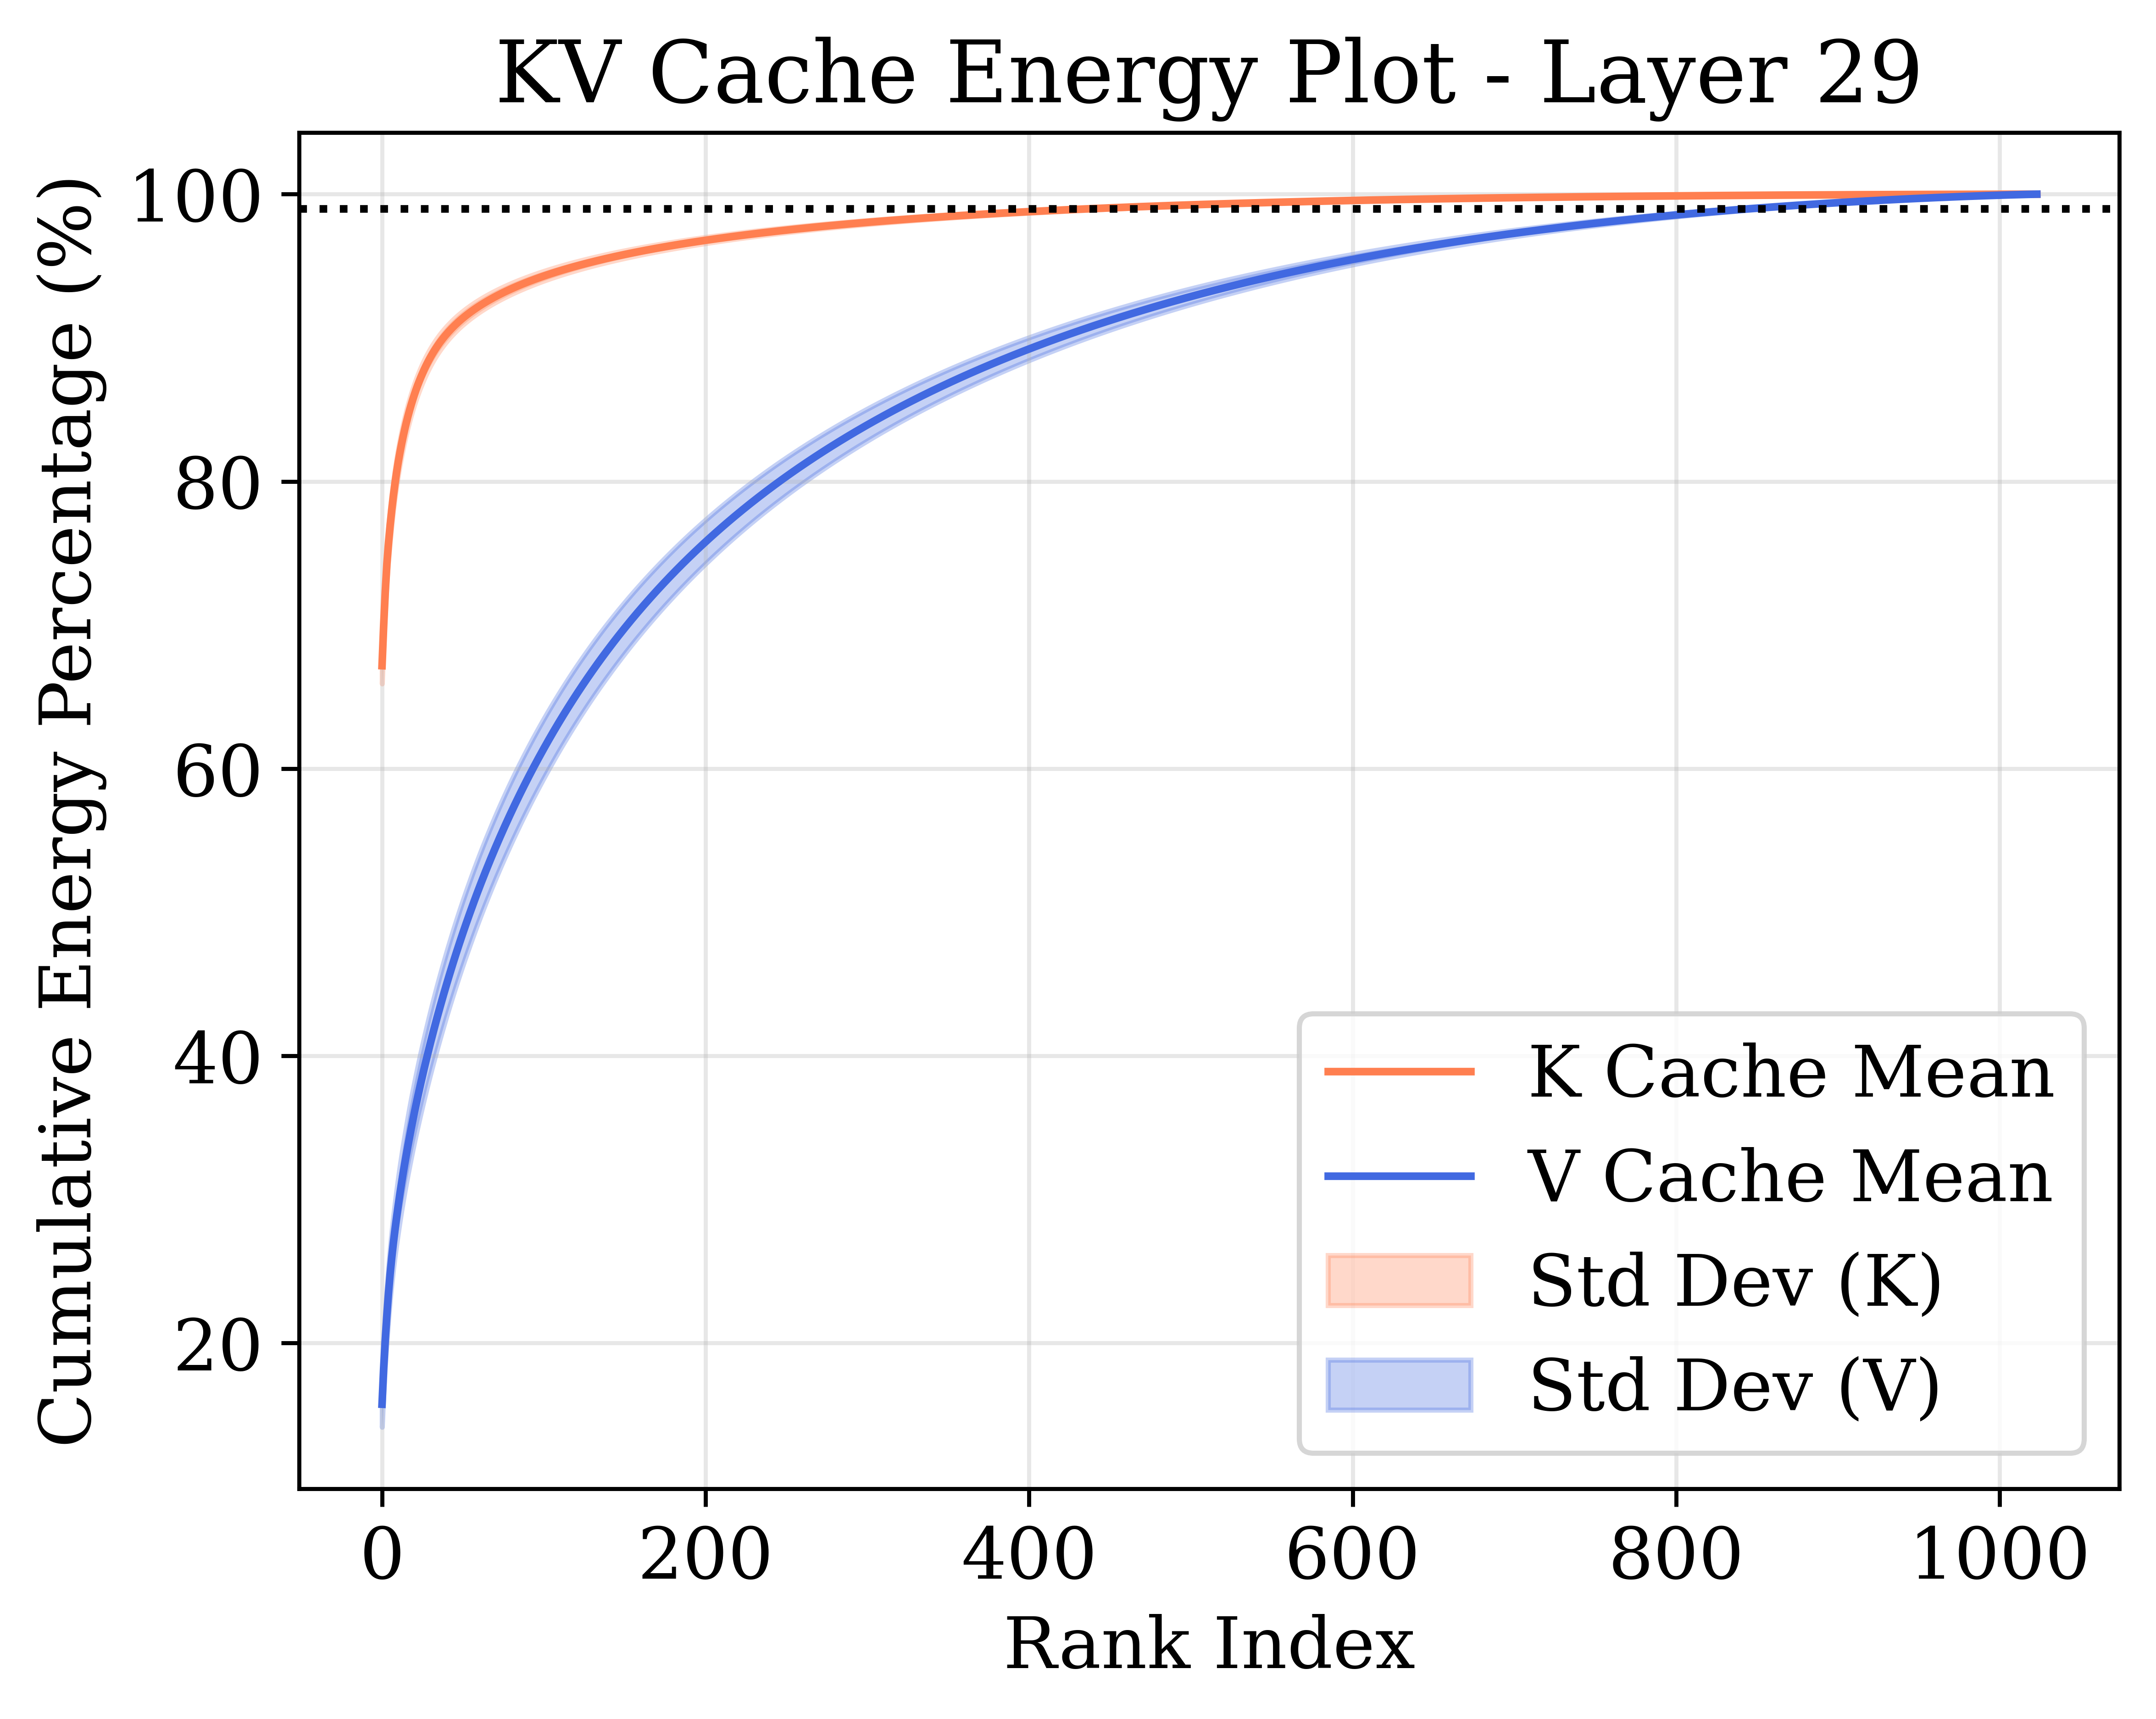 KV Cache Energy Plot - Layer 29
Cumulative Energy Percentage (%)
100
80
60
40
20
K Cache Mean
V Cache Mean
Std Dev (K)
Std Dev (V)
0 200 400 600 800 1000
Rank Index